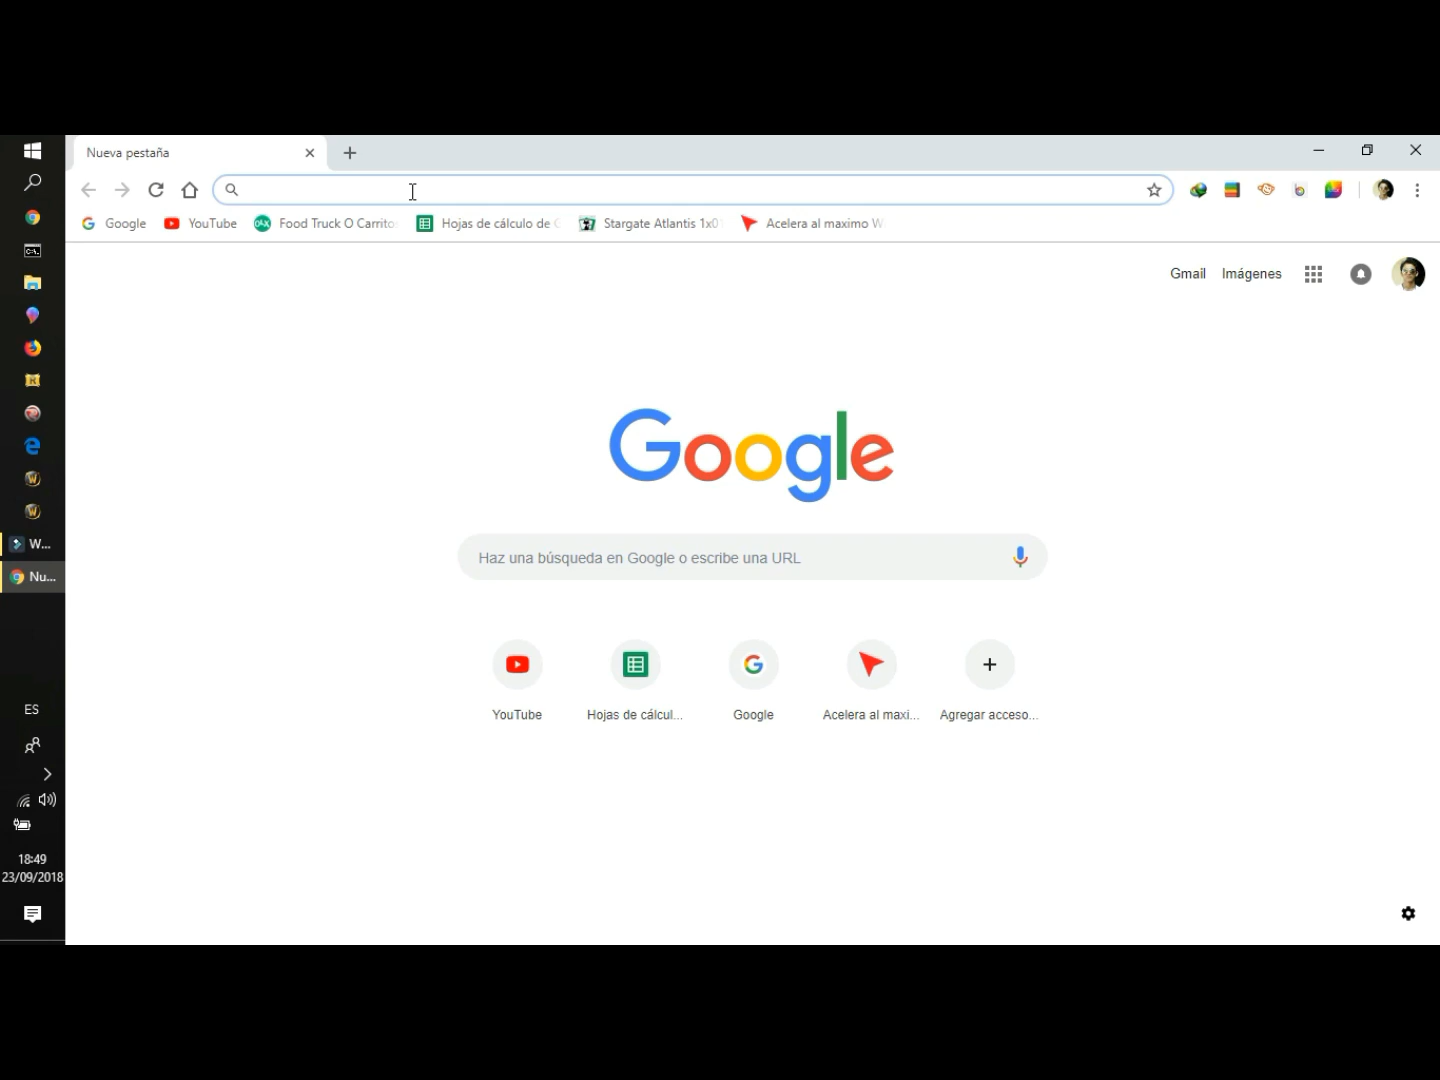 Nueva pestaña
Google
YouTube
Food Truck O Carrito
Hojas de cálculo de
Stargate Atlantis 1x0
Acelera al maximo W
Gmail
Imágenes
Google
Haz una búsqueda en Google o escribe una URL
YouTube
Hojas de cálcul...
Google
Acelera al maxi...
Agregar acceso...
W...
Nu...
ES
18:49
23/09/2018